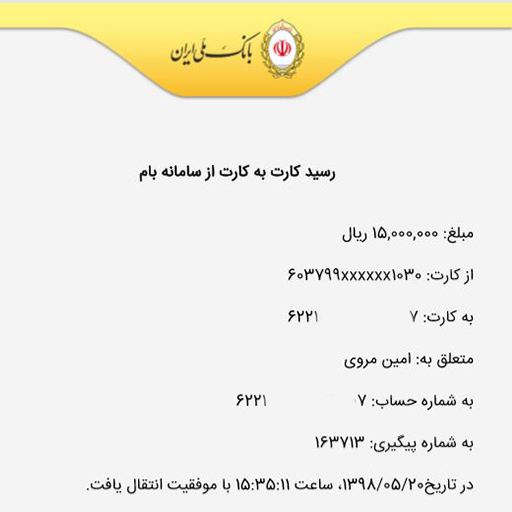 بانک ملی ایران
رسید کارت به کارت از سامانه بام
مبلغ: ۱۵,۰۰۰,۰۰۰ ریال
از کارت: ۶۰۳۷۹۹xxxxxx۱۰۳۰
به کارت: ۷ ۶۲۲۱
متعلق به: امین مروی
به شماره حساب: ۷ ۶۲۲۱
به شماره پیگیری: ۱۶۳۷۱۳
در تاریخ۱۳۹۸/۰۵/۲۰، ساعت ۱۵:۳۵:۱۱ با موفقیت انتقال یافت.